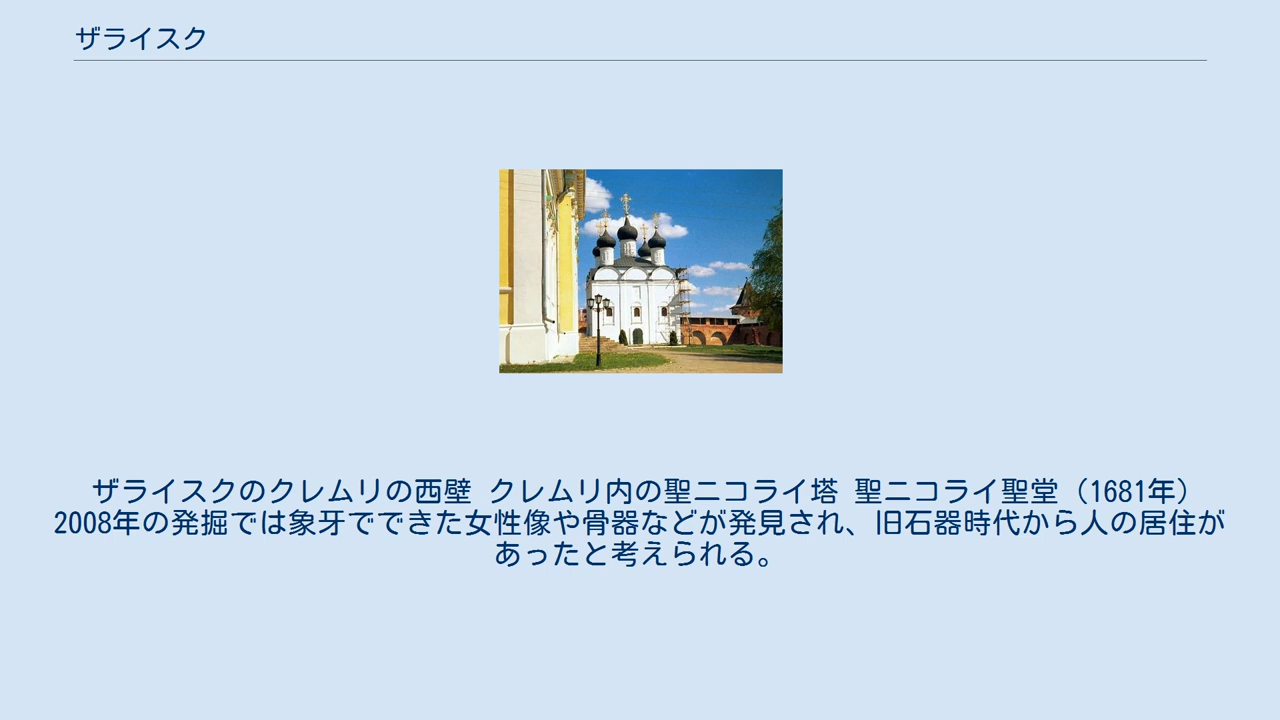 ザライスク
ザライスクのクレムリの西壁 クレムリ内の聖ニコライ塔 聖ニコライ聖堂（1681年）
2008年の発掘では象牙でできた女性像や骨器などが発見され、旧石器時代から人の居住が
あったと考えられる。